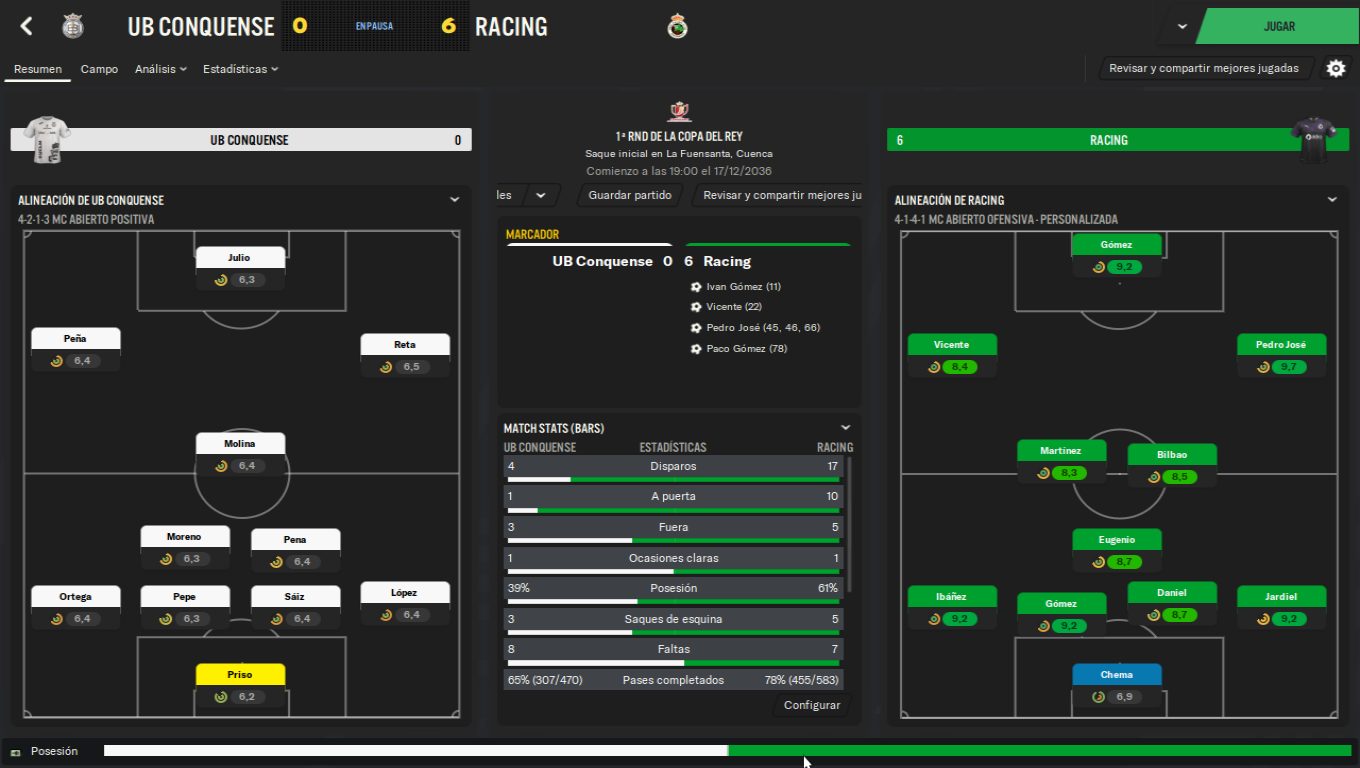 UB CONQUENSE 0 EN PAUSA 6 RACING
JUGAR
Resumen Campo Análisis Estadísticas
Revisar y compartir mejores jugadas
UB CONQUENSE 0
1ª RND DE LA COPA DEL REY
Saque inicial en La Fuensanta, Cuenca
Comienzo a las 19:00 el 17/12/2036
6 RACING
les Guardar partido Revisar y compartir mejores ju
ALINEACIÓN DE UB CONQUENSE
4-2-1-3 MC ABIERTO POSITIVA
Julio
6,3
Peña
6,4
Reta
6,5
Molina
6,4
Moreno
6,3
Pena
6,4
Ortega
6,4
Pepe
6,3
Sáiz
6,4
López
6,4
Priso
6,2
MARCADOR
UB Conquense 0 6 Racing
Ivan Gómez (11)
Vicente (22)
Pedro José (45, 46, 66)
Paco Gómez (78)
MATCH STATS (BARS)
UB CONQUENSE ESTADÍSTICAS RACING
4 Disparos 17
1 A puerta 10
3 Fuera 5
1 Ocasiones claras 1
39% Posesión 61%
3 Saques de esquina 5
8 Faltas 7
65% (307/470) Pases completados 78% (455/583)
Configurar
ALINEACIÓN DE RACING
4-1-4-1 MC ABIERTO OFENSIVA - PERSONALIZADA
Gómez
9,2
Vicente
8,4
Pedro José
9,7
Martínez
8,3
Bilbao
8,5
Eugenio
8,7
Ibáñez
9,2
Gómez
9,2
Daniel
8,7
Jardiel
9,2
Chema
6,9
Posesión